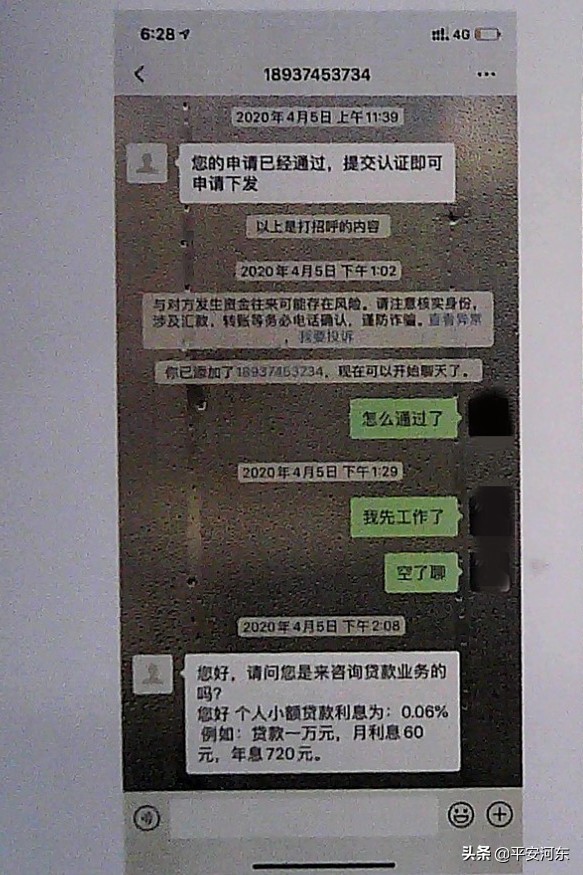 6:28
4G
18937453734
2020年4月5日 上午11:39
您的申请已经通过，提交认证即可
申请下发
以上是打招呼的内容
2020年4月5日 下午1:02
与对方发生资金往来可能存在风险。请注意核实身份，
涉及汇款、转账等务必电话确认，谨防诈骗。查看异常
，我要投诉
你已添加了18937453734，现在可以开始聊天了。
怎么通过了
2020年4月5日 下午1:29
我先工作了
空了聊
2020年4月5日 下午2:08
您好，请问您是来咨询贷款业务的
吗？
您好 个人小额贷款利息为：0.06%
例如：贷款一万元，月利息60
元，年息720元。
头条 @平安河东